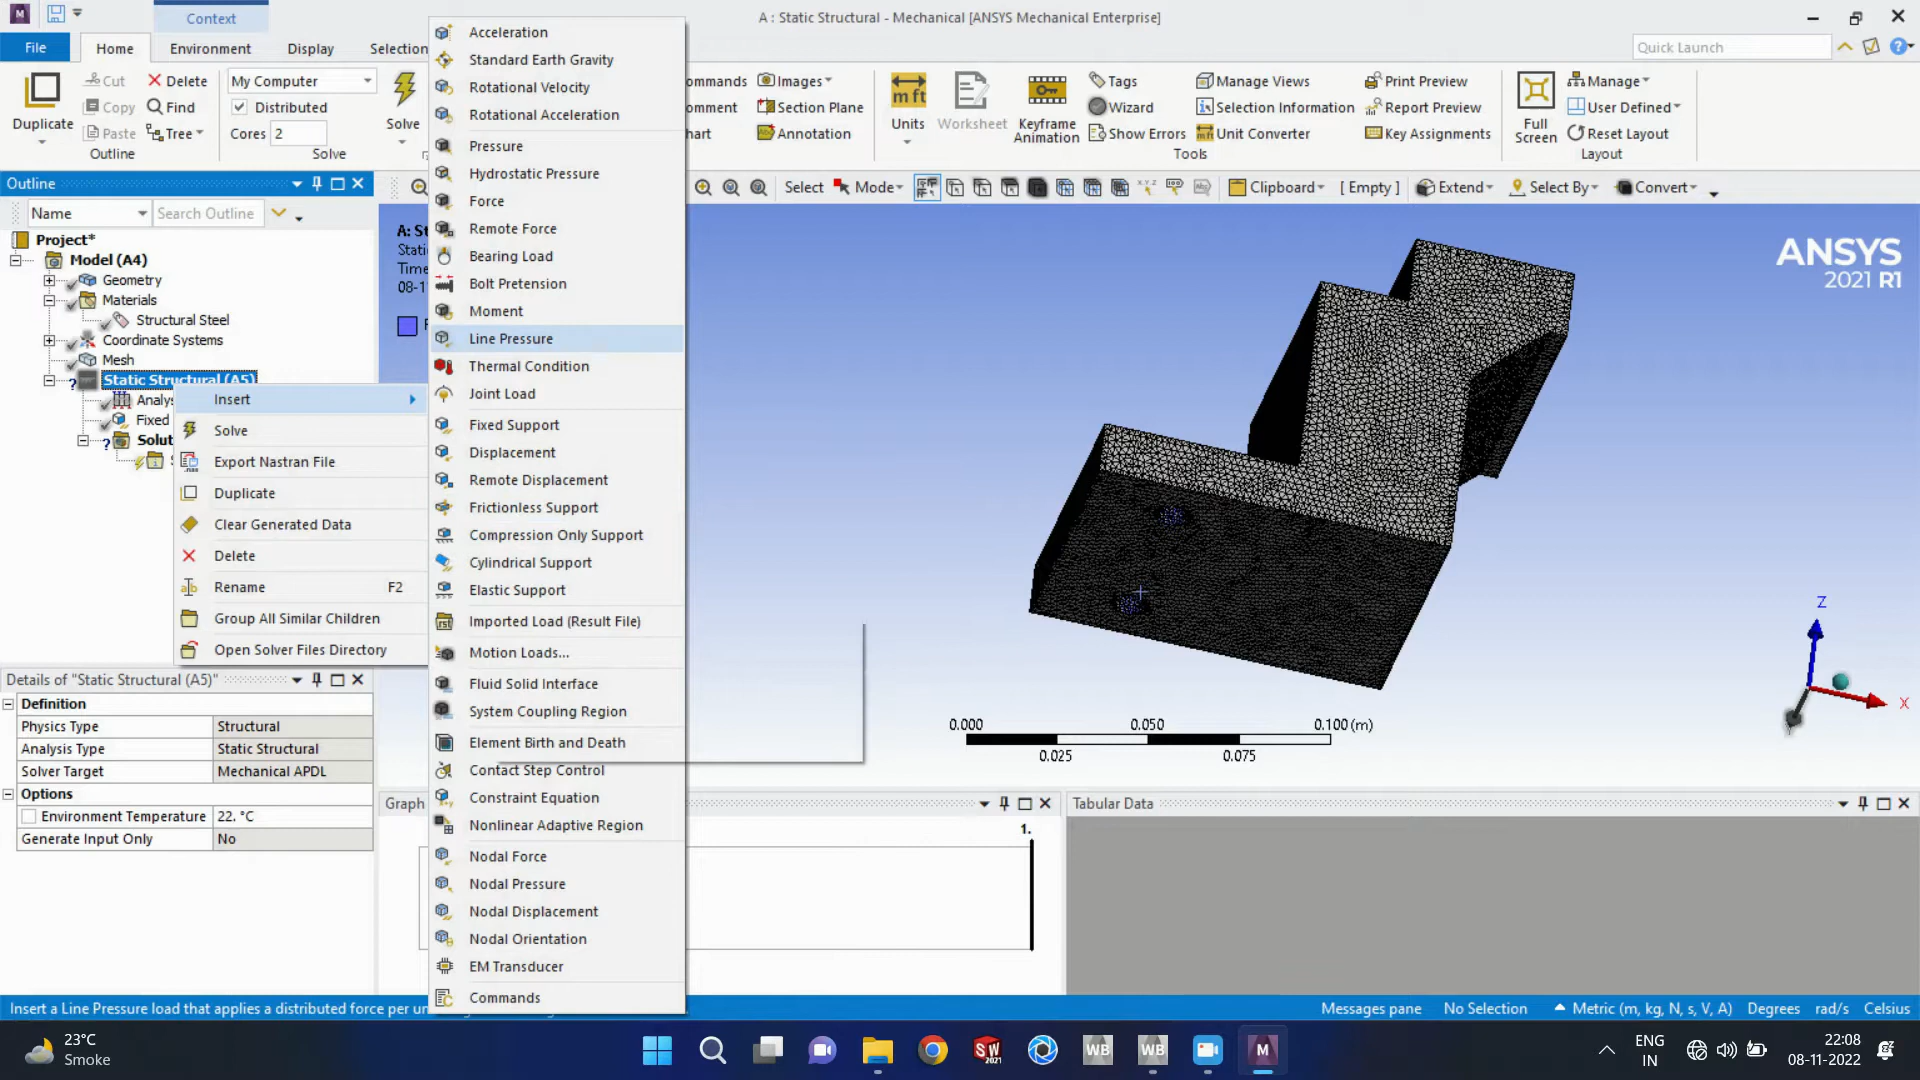 Context
A : Static Structural - Mechanical [ANSYS Mechanical Enterprise]
File
Home
Environment
Display
Selection
Quick Launch
Duplicate
Cut
Copy
Paste
Delete
Find
Tree
Outline
My Computer
Distributed
Cores 2
Solve
Solve
Images
Section Plane
Annotation
Units
Worksheet
Keyframe
Animation
Tags
Wizard
Show Errors
Manage Views
Selection Information
Unit Converter
Print Preview
Report Preview
Key Assignments
Tools
Full
Screen
Manage
User Defined
Reset Layout
Layout
Outline
Name
Search Outline
Project*
Model (A4)
Geometry
Materials
Structural Steel
Coordinate Systems
Mesh
Static Structural (A5)
Fixed
Insert
Solve
Export Nastran File
Duplicate
Clear Generated Data
Delete
Rename F2
Group All Similar Children
Open Solver Files Directory
Acceleration
Standard Earth Gravity
Rotational Velocity
Rotational Acceleration
Pressure
Hydrostatic Pressure
Force
Remote Force
Bearing Load
Bolt Pretension
Moment
Line Pressure
Thermal Condition
Joint Load
Fixed Support
Displacement
Remote Displacement
Frictionless Support
Compression Only Support
Cylindrical Support
Elastic Support
Imported Load (Result File)
Motion Loads...
Fluid Solid Interface
System Coupling Region
Element Birth and Death
Contact Step Control
Constraint Equation
Nonlinear Adaptive Region
Nodal Force
Nodal Pressure
Nodal Displacement
Nodal Orientation
EM Transducer
Commands
Select
Mode
Clipboard
[ Empty ]
Extend
Select By
Convert
ANSYS
2021 R1
0.000 0.050 0.100 (m)
0.025 0.075
Z
X
Details of "Static Structural (A5)"
Definition
Physics Type Structural
Analysis Type Static Structural
Solver Target Mechanical APDL
Options
Environment Temperature 22. °C
Generate Input Only No
Graph
1.
Tabular Data
Insert a Line Pressure load that applies a distributed force per
Messages pane
No Selection
Metric (m, kg, N, s, V, A)
Degrees
rad/s
Celsius
23°C
Smoke
SW
2021
WB
WB
M
ENG
IN
22:08
08-11-2022